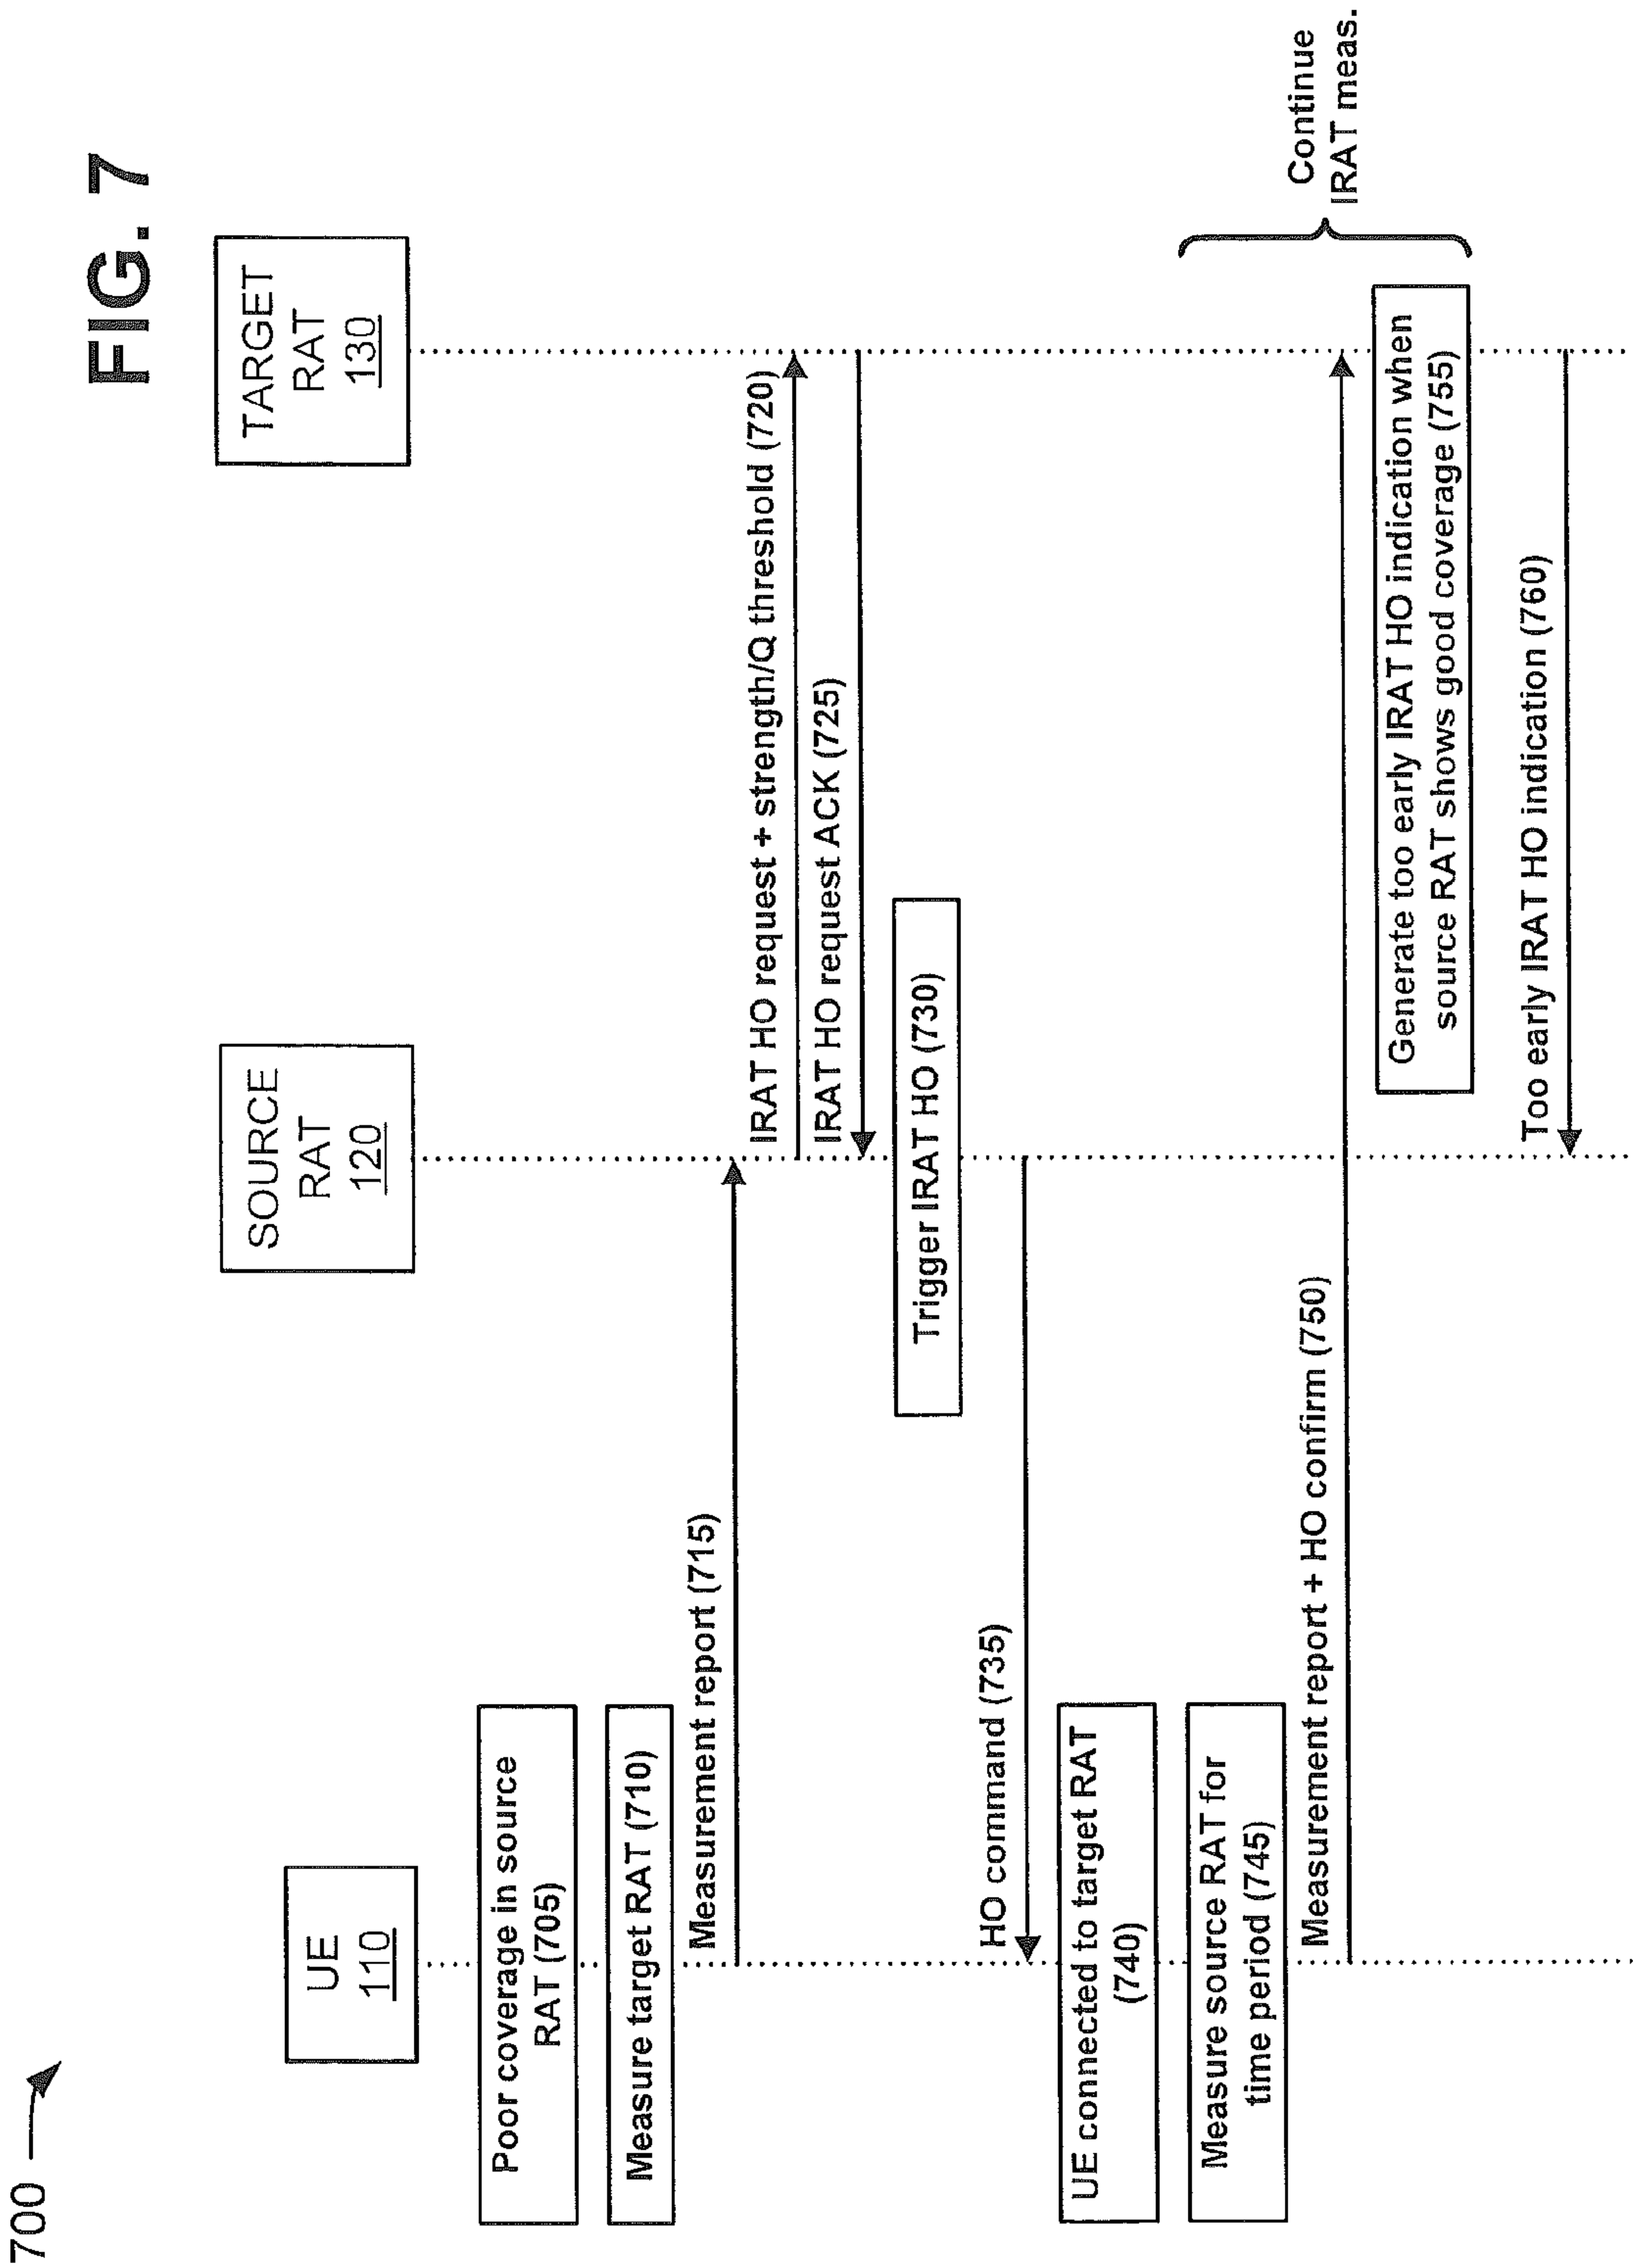 700
FIG. 7
UE
110
SOURCE
RAT
120
TARGET
RAT
130
Poor coverage in source
RAT (705)
Measure target RAT (710)
Measurement report (715)
IRAT HO request + strength/Q threshold (720)
IRAT HO request ACK (725)
Trigger IRAT HO (730)
HO command (735)
UE connected to target RAT
(740)
Measure source RAT for
time period (745)
Measurement report + HO confirm (750)
Continue
IRAT meas.
Generate too early IRAT HO indication when
source RAT shows good coverage (755)
Too early IRAT HO indication (760)